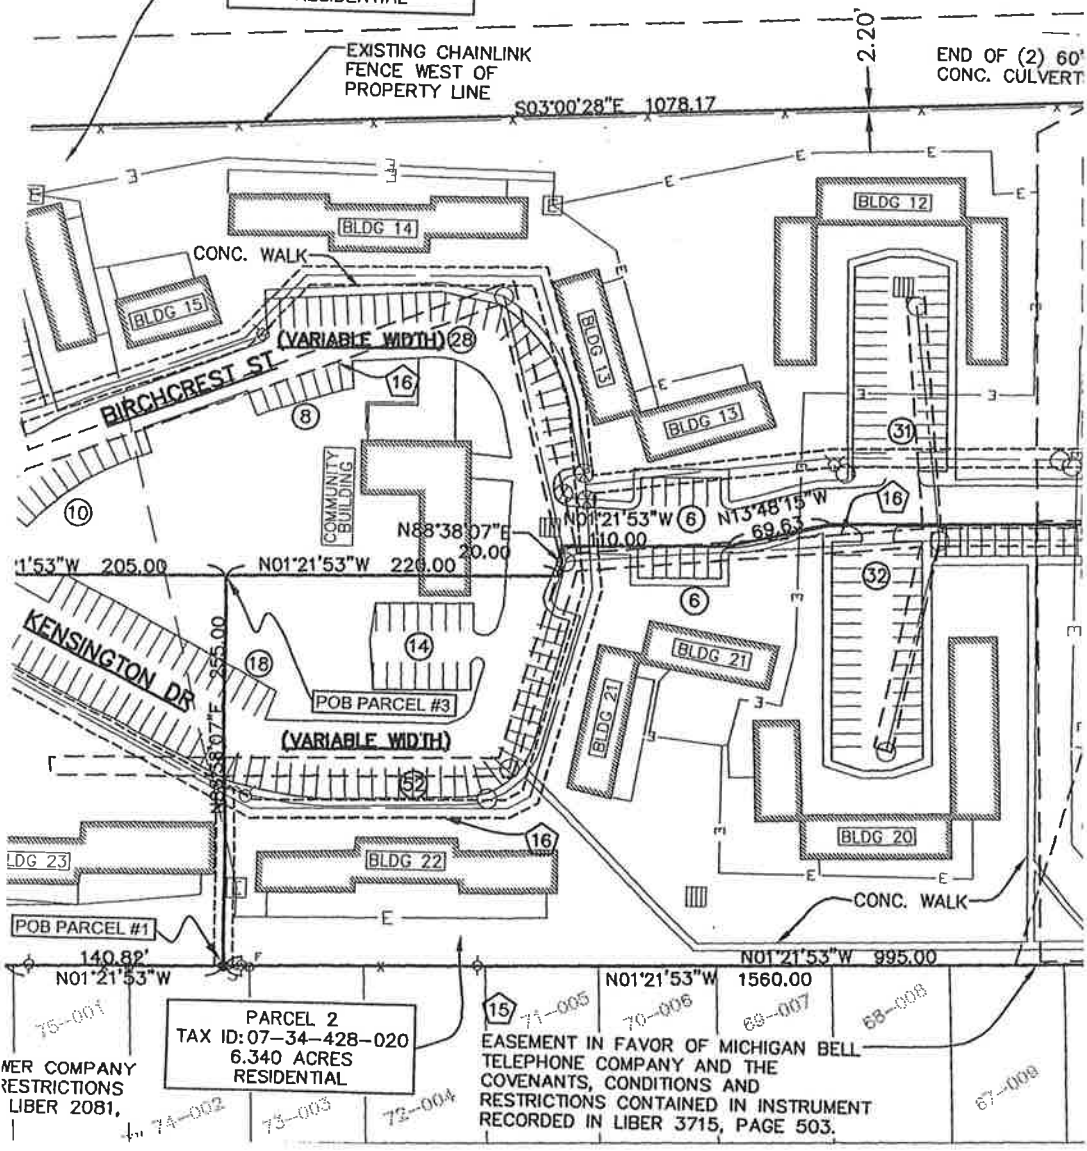 RESIDENTIAL
EXISTING CHAINLINK
FENCE WEST OF
PROPERTY LINE
2.20'
END OF (2) 60"
CONC. CULVERT
S03°00'28"E 1078.17
BLDG 14
BLDG 12
CONC. WALK
BLDG 15
(VARIABLE WIDTH)
28
BLDG 13
BIRCHCREST ST
16
8
BLDG 13
31
COMMUNITY
BUILDING
10
N88°38'07"E
20.00
N01°21'53"W
110.00
6
N13°48'15"W
69.63
16
1'53"W 205.00
N01°21'53"W 220.00
32
6
KENSINGTON DR
18
14
N88°38'07"E 255.00
POB PARCEL #3
BLDG 21
BLDG 21
(VARIABLE WIDTH)
52
16
LDG 23
BLDG 22
BLDG 20
CONC. WALK
POB PARCEL #1
140.82'
N01°21'53"W
N01°21'53"W 995.00
N01°21'53"W 1560.00
75-001
71-005
70-006
69-007
68-008
PARCEL 2
TAX ID: 07-34-428-020
6.340 ACRES
RESIDENTIAL
15
EASEMENT IN FAVOR OF MICHIGAN BELL
TELEPHONE COMPANY AND THE
COVENANTS, CONDITIONS AND
RESTRICTIONS CONTAINED IN INSTRUMENT
RECORDED IN LIBER 3715, PAGE 503.
WER COMPANY
RESTRICTIONS
LIBER 2081,
74-002
73-003
72-004
67-009